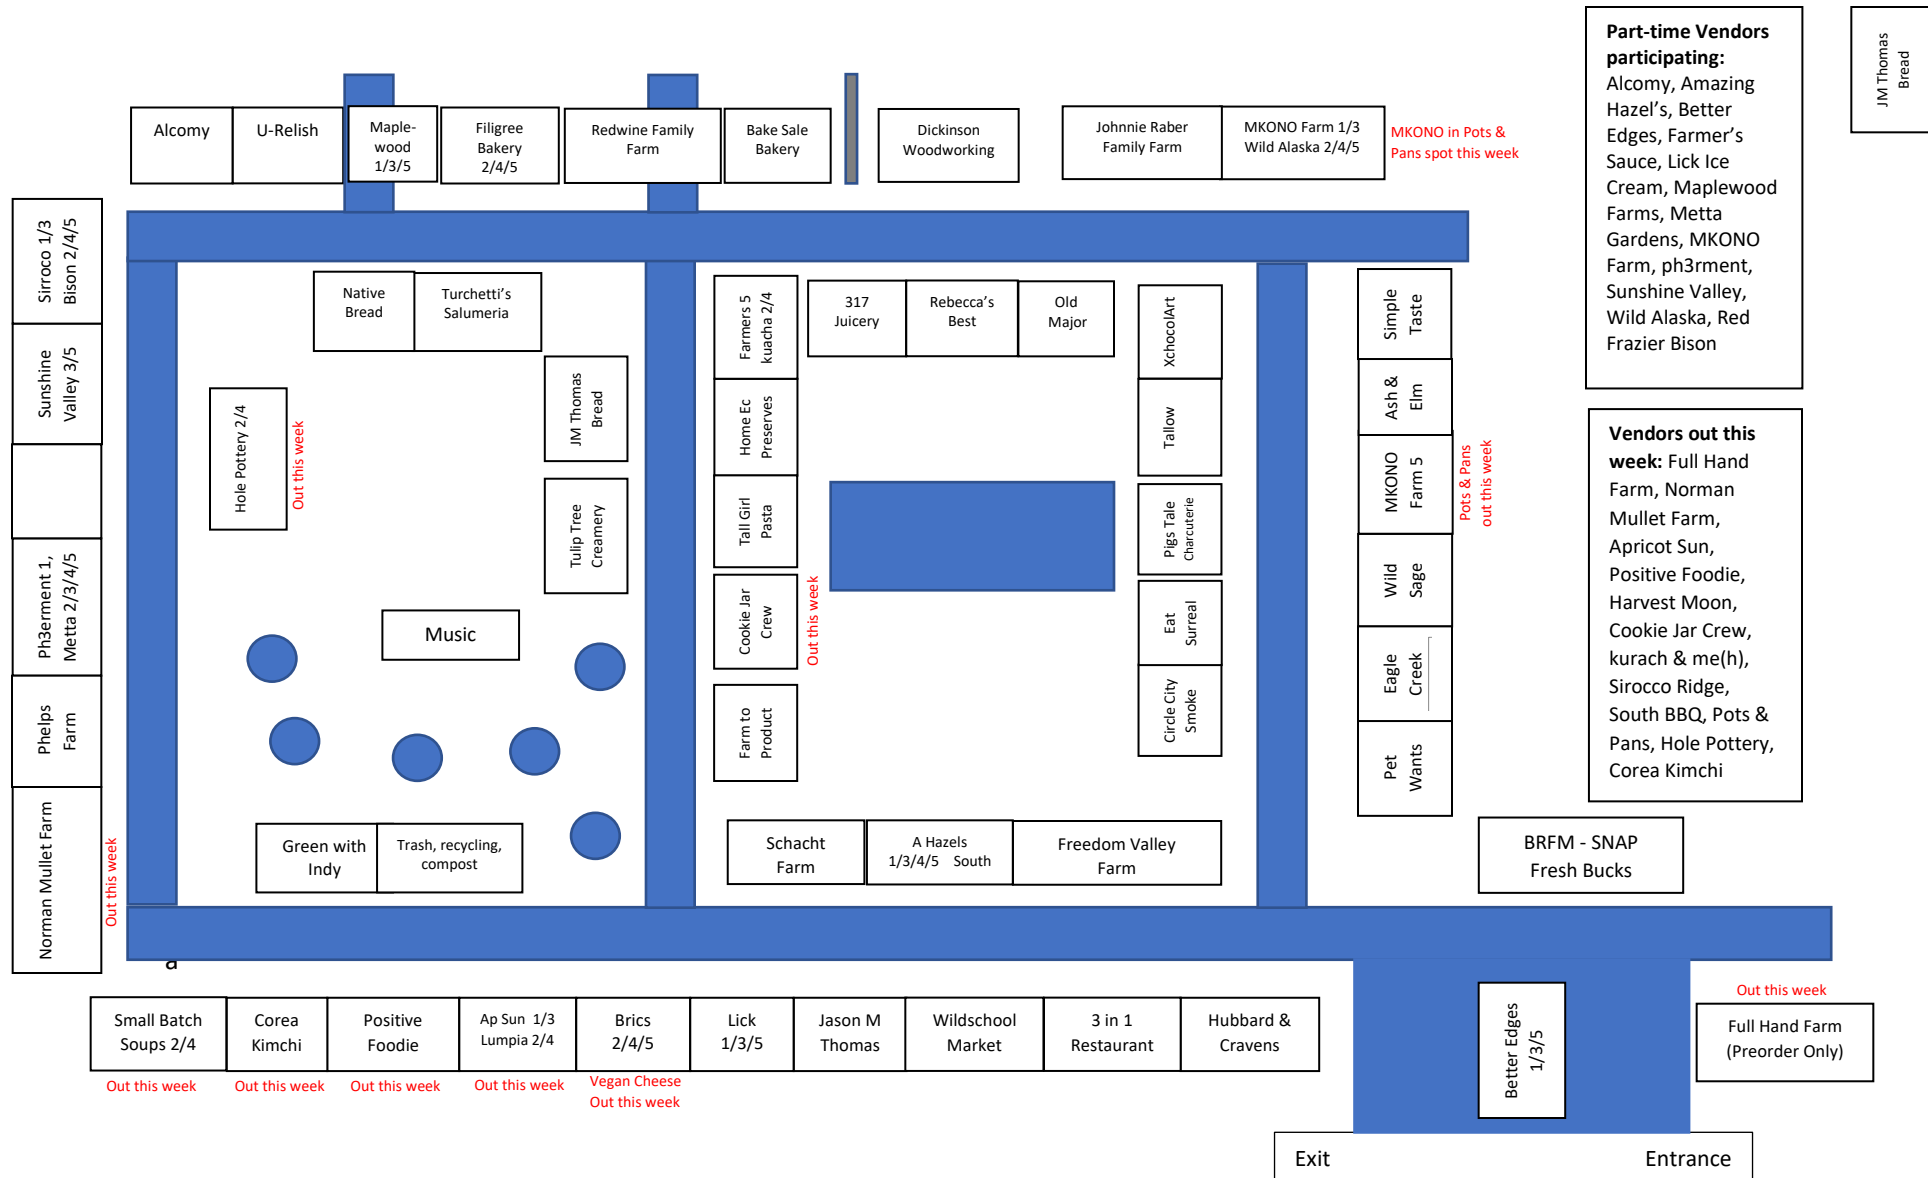 Alcomy
U-Relish
Maple-
wood
1/3/5
Filigree
Bakery
2/4/5
Redwine Family
Farm
Bake Sale
Bakery
Dickinson
Woodworking
Johnnie Raber
Family Farm
MKONO Farm 1/3
Wild Alaska 2/4/5
MKONO in Pots &
Pans spot this week
Part-time Vendors
participating:
Alcomy, Amazing
Hazel's, Better
Edges, Farmer's
Sauce, Lick Ice
Cream, Maplewood
Farms, Metta
Gardens, MKONO
Farm, ph3rment,
Sunshine Valley,
Wild Alaska, Red
Frazier Bison
JM Thomas
Bread
Sirroco 1/3
Bison 2/4/5
Sunshine
Valley 3/5
Ph3erment 1,
Metta 2/3/4/5
Phelps
Farm
Norman Mullet Farm
Out this week
Native
Bread
Turchetti's
Salumeria
Hole Pottery 2/4
Out this week
JM Thomas
Bread
Tulip Tree
Creamery
Music
Green with
Indy
Trash, recycling,
compost
Farmers 5
kuacha 2/4
Home Ec
Preserves
Tall Girl
Pasta
Cookie Jar
Crew
Out this week
Farm to
Product
317
Juicery
Rebecca's
Best
Old
Major
XchocolArt
Tallow
Pigs Tale
Charcuterie
Eat
Surreal
Circle City
Smoke
Schacht
Farm
A Hazels
1/3/4/5 South
Freedom Valley
Farm
Simple
Taste
Ash &
Elm
MKONO
Farm 5
Pots & Pans
out this week
Wild
Sage
Eagle
Creek
Pet
Wants
Vendors out this
week: Full Hand
Farm, Norman
Mullet Farm,
Apricot Sun,
Positive Foodie,
Harvest Moon,
Cookie Jar Crew,
kurach & me(h),
Sirocco Ridge,
South BBQ, Pots &
Pans, Hole Pottery,
Corea Kimchi
BRFM - SNAP
Fresh Bucks
a
Small Batch
Soups 2/4
Out this week
Corea
Kimchi
Out this week
Positive
Foodie
Out this week
Ap Sun 1/3
Lumpia 2/4
Out this week
Brics
2/4/5
Vegan Cheese
Out this week
Lick
1/3/5
Jason M
Thomas
Wildschool
Market
3 in 1
Restaurant
Hubbard &
Cravens
Better Edges
1/3/5
Out this week
Full Hand Farm
(Preorder Only)
Exit
Entrance